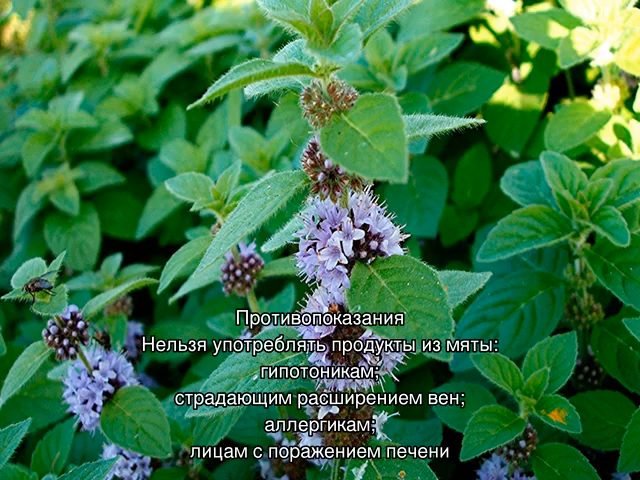 Противопоказания
Нельзя употреблять продукты из мяты:
гипотоникам;
страдающим расширением вен;
аллергикам;
лицам с поражением печени